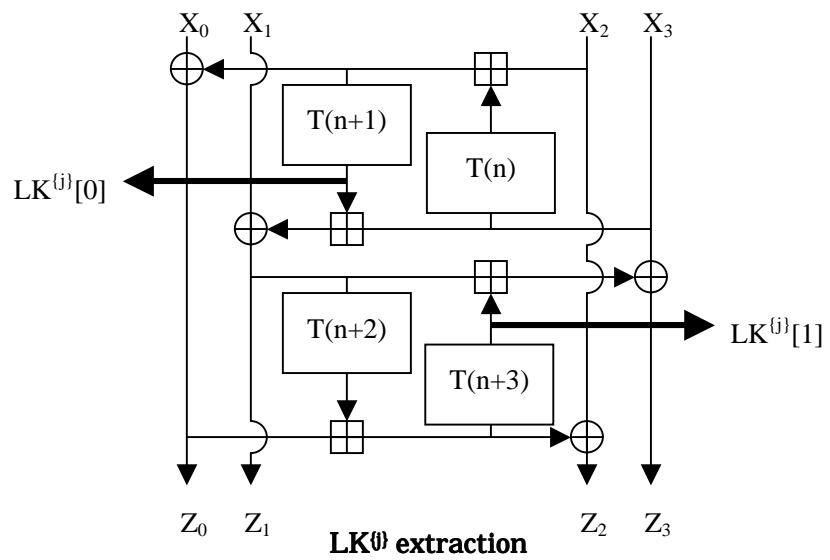 X₀ X₁ X₂ X₃
T(n+1)
T(n)
LK^{j}[0]
T(n+2)
LK^{j}[1]
T(n+3)
Z₀ Z₁ Z₂ Z₃
LK^{j} extraction